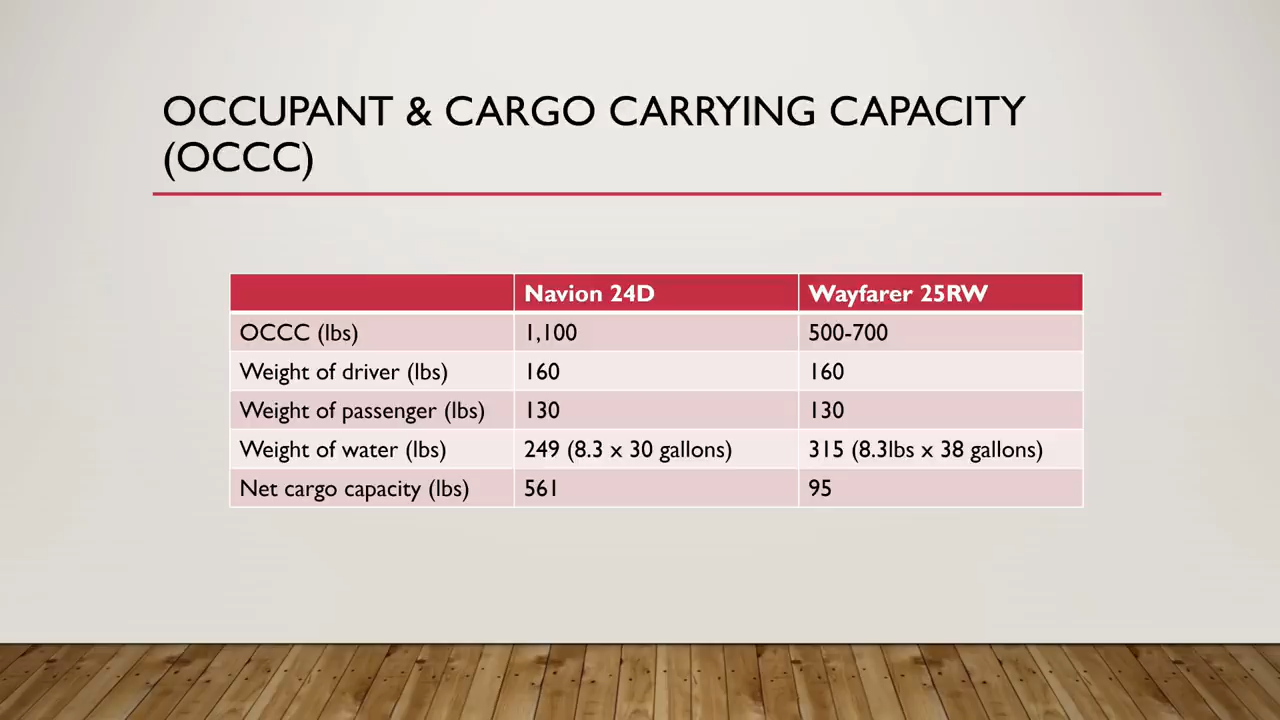 OCCUPANT & CARGO CARRYING CAPACITY
(OCCC)
Navion 24D Wayfarer 25RW
OCCC (lbs) 1,100 500-700
Weight of driver (lbs) 160 160
Weight of passenger (lbs) 130 130
Weight of water (lbs) 249 (8.3 x 30 gallons) 315 (8.3lbs x 38 gallons)
Net cargo capacity (lbs) 561 95